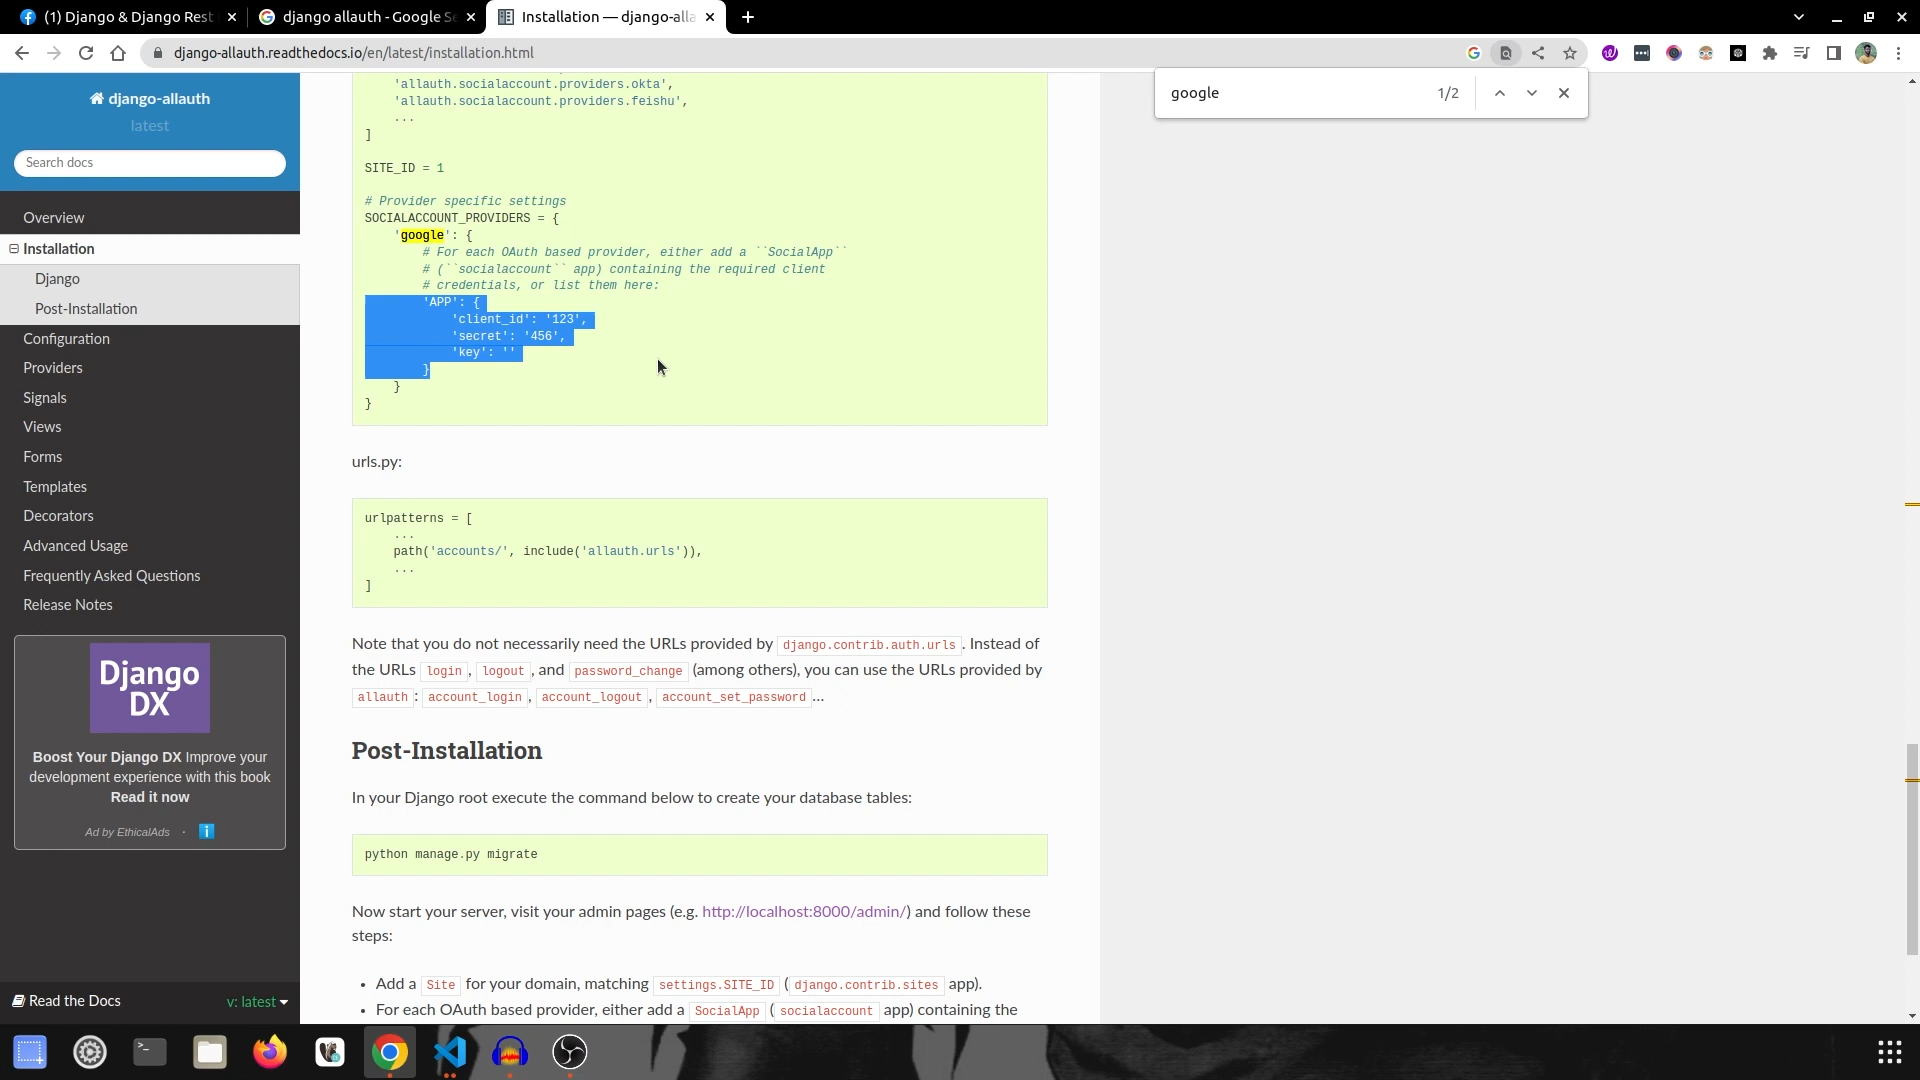 (1) Django & Django Rest
django allauth - Google Se
Installation — django-alla
django-allauth.readthedocs.io/en/latest/installation.html
google
1/2
django-allauth
latest
Search docs
Overview
Installation
Django
Post-Installation
Configuration
Providers
Signals
Views
Forms
Templates
Decorators
Advanced Usage
Frequently Asked Questions
Release Notes
Django
DX
Boost Your Django DX Improve your
development experience with this book
Read it now
Ad by EthicalAds ·
Read the Docs
v: latest
'allauth.socialaccount.providers.okta',
'allauth.socialaccount.providers.feishu',
...
]
SITE_ID = 1
# Provider specific settings
SOCIALACCOUNT_PROVIDERS = {
'google': {
# For each OAuth based provider, either add a ``SocialApp``
# (``socialaccount`` app) containing the required client
# credentials, or list them here:
'APP': {
'client_id': '123',
'secret': '456',
'key': ''
}
}
}
urls.py:
urlpatterns = [
...
path('accounts/', include('allauth.urls')),
...
]
Note that you do not necessarily need the URLs provided by django.contrib.auth.urls. Instead of
the URLs login, logout, and password_change (among others), you can use the URLs provided by
allauth: account_login, account_logout, account_set_password…
Post-Installation
In your Django root execute the command below to create your database tables:
python manage.py migrate
Now start your server, visit your admin pages (e.g. http://localhost:8000/admin/) and follow these
steps:
• Add a Site for your domain, matching settings.SITE_ID (django.contrib.sites app).
• For each OAuth based provider, either add a SocialApp (socialaccount app) containing the